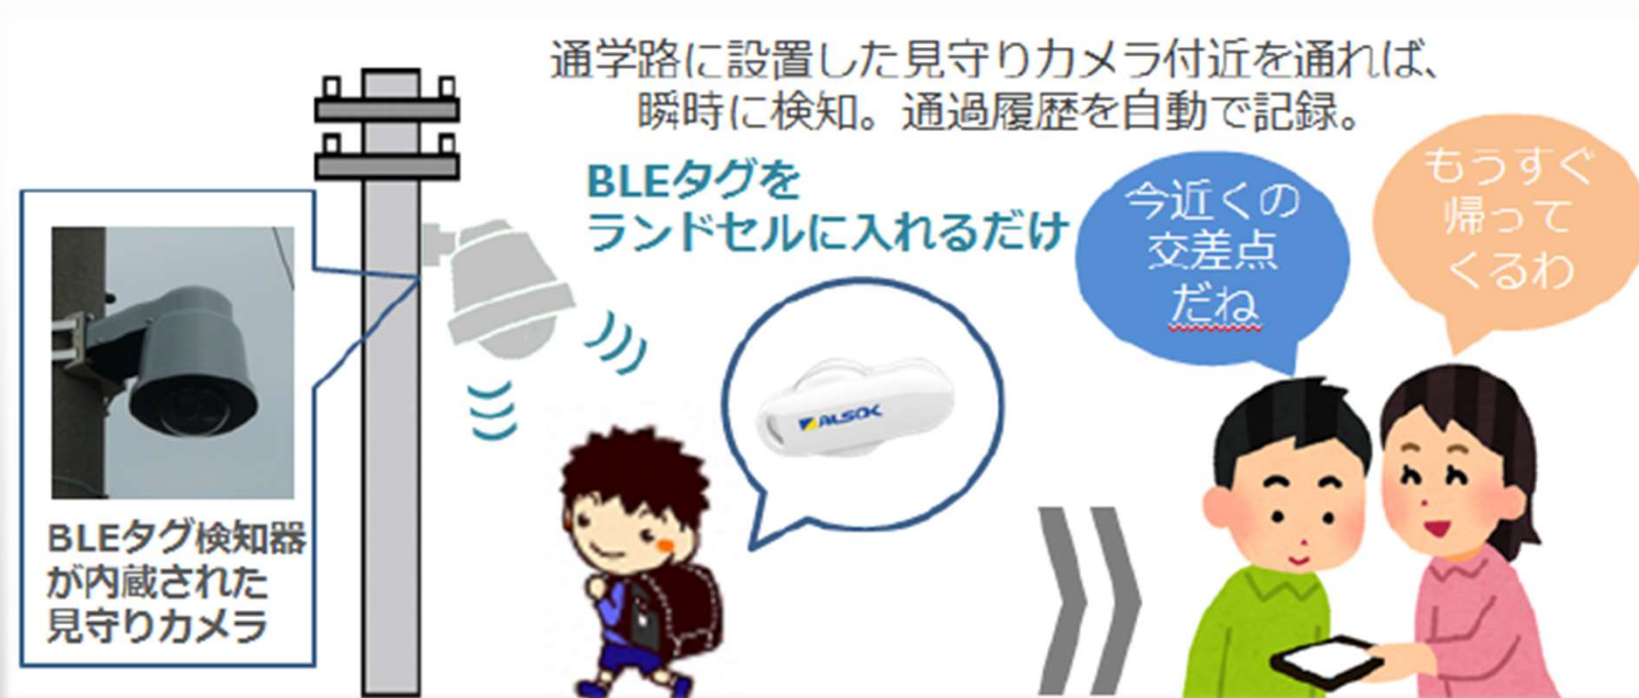 通学路に設置した見守りカメラ付近を通れば、
瞬時に検知。通過履歴を自動で記録。
BLEタグを
ランドセルに入れるだけ
今近くの
交差点
だね
もうすぐ
帰って
くるわ
ALSOK
BLEタグ検知器
が内蔵された
見守りカメラ